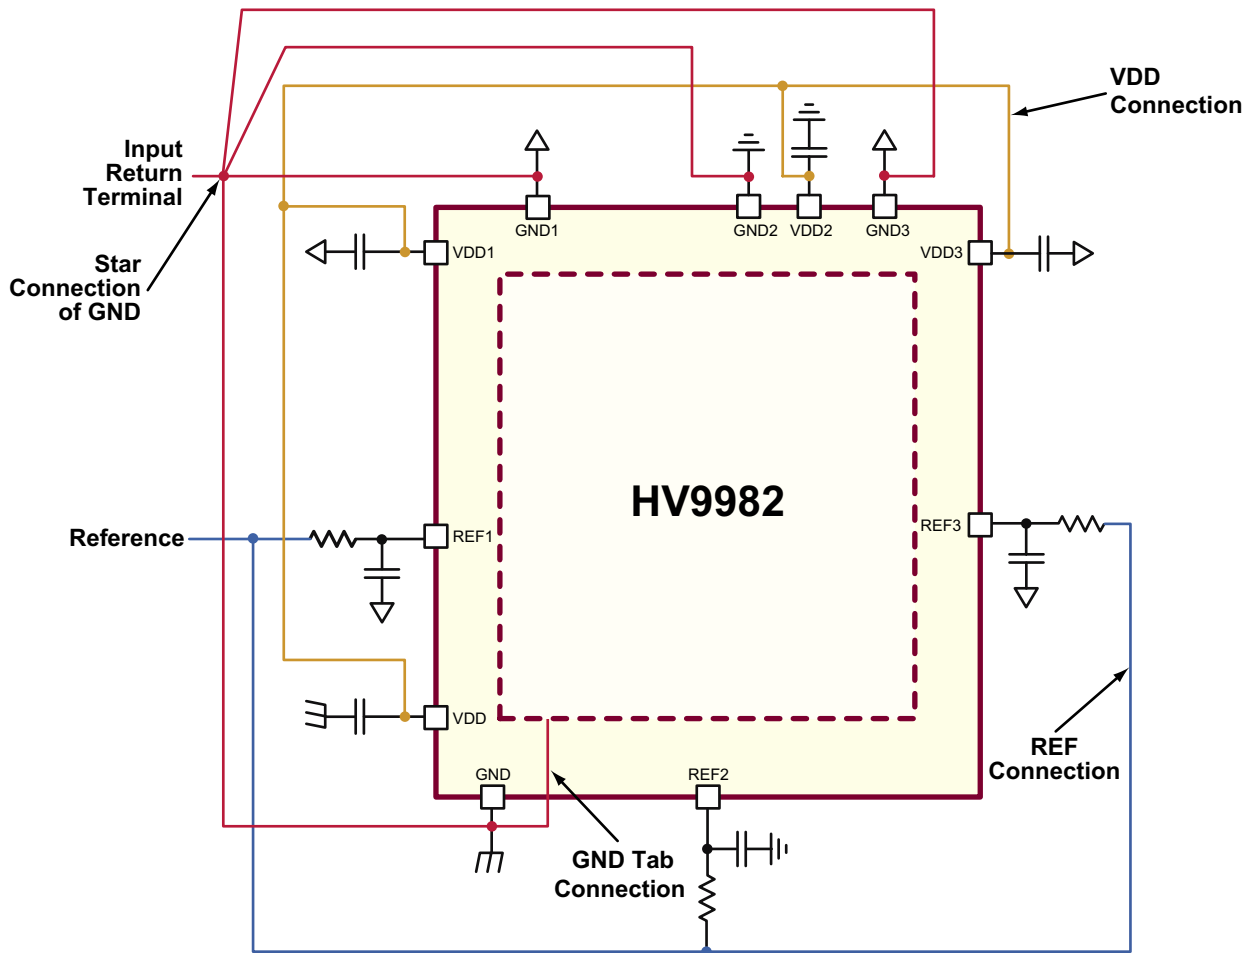 VDD
Connection
Input
Return
Terminal
GND1
GND2
VDD2
GND3
VDD1
VDD3
Star
Connection
of GND
HV9982
Reference
REF1
REF3
VDD
REF
Connection
GND
REF2
GND Tab
Connection